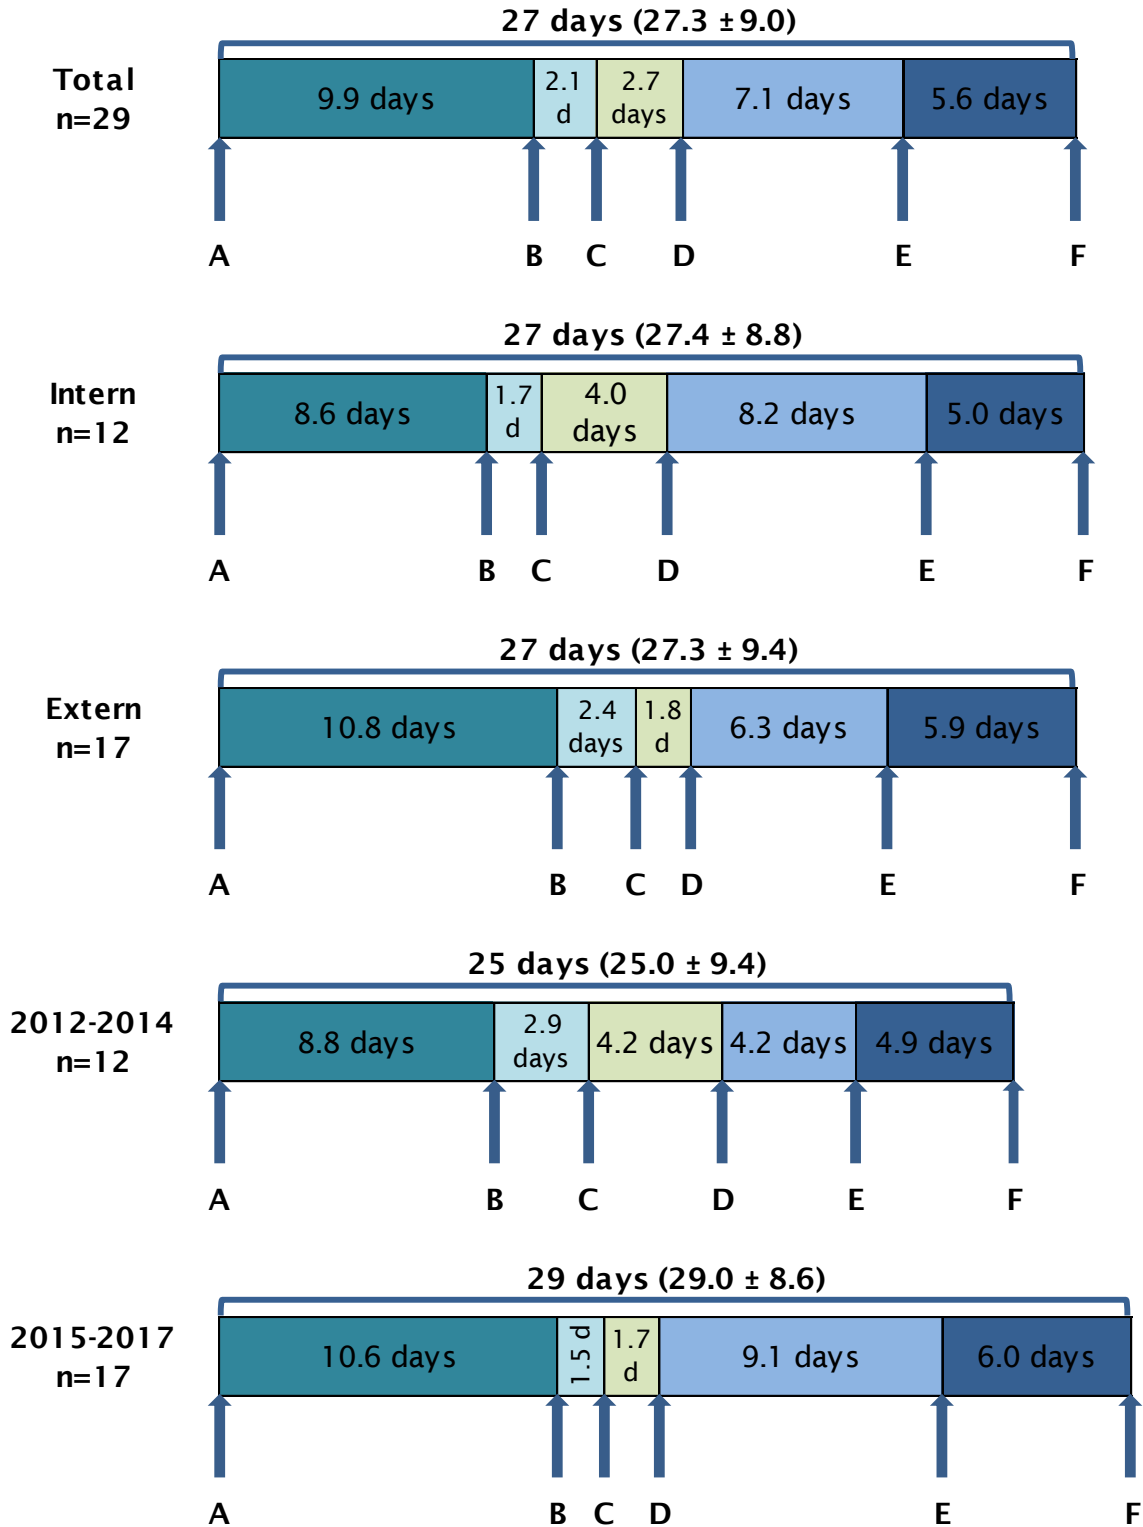 27 days (27.3 ±9.0)
Total
n=29
9.9 days
2.1
d
2.7
days
7.1 days
5.6 days
A
B
C
D
E
F
27 days (27.4 ± 8.8)
Intern
n=12
8.6 days
1.7
d
4.0
days
8.2 days
5.0 days
A
B
C
D
E
F
27 days (27.3 ± 9.4)
Extern
n=17
10.8 days
2.4
days
1.8
d
6.3 days
5.9 days
A
B
C
D
E
F
25 days (25.0 ± 9.4)
2012-2014
n=12
8.8 days
2.9
days
4.2 days
4.2 days
4.9 days
A
B
C
D
E
F
29 days (29.0 ± 8.6)
2015-2017
n=17
10.6 days
1.5 d
1.7
d
9.1 days
6.0 days
A
B
C
D
E
F